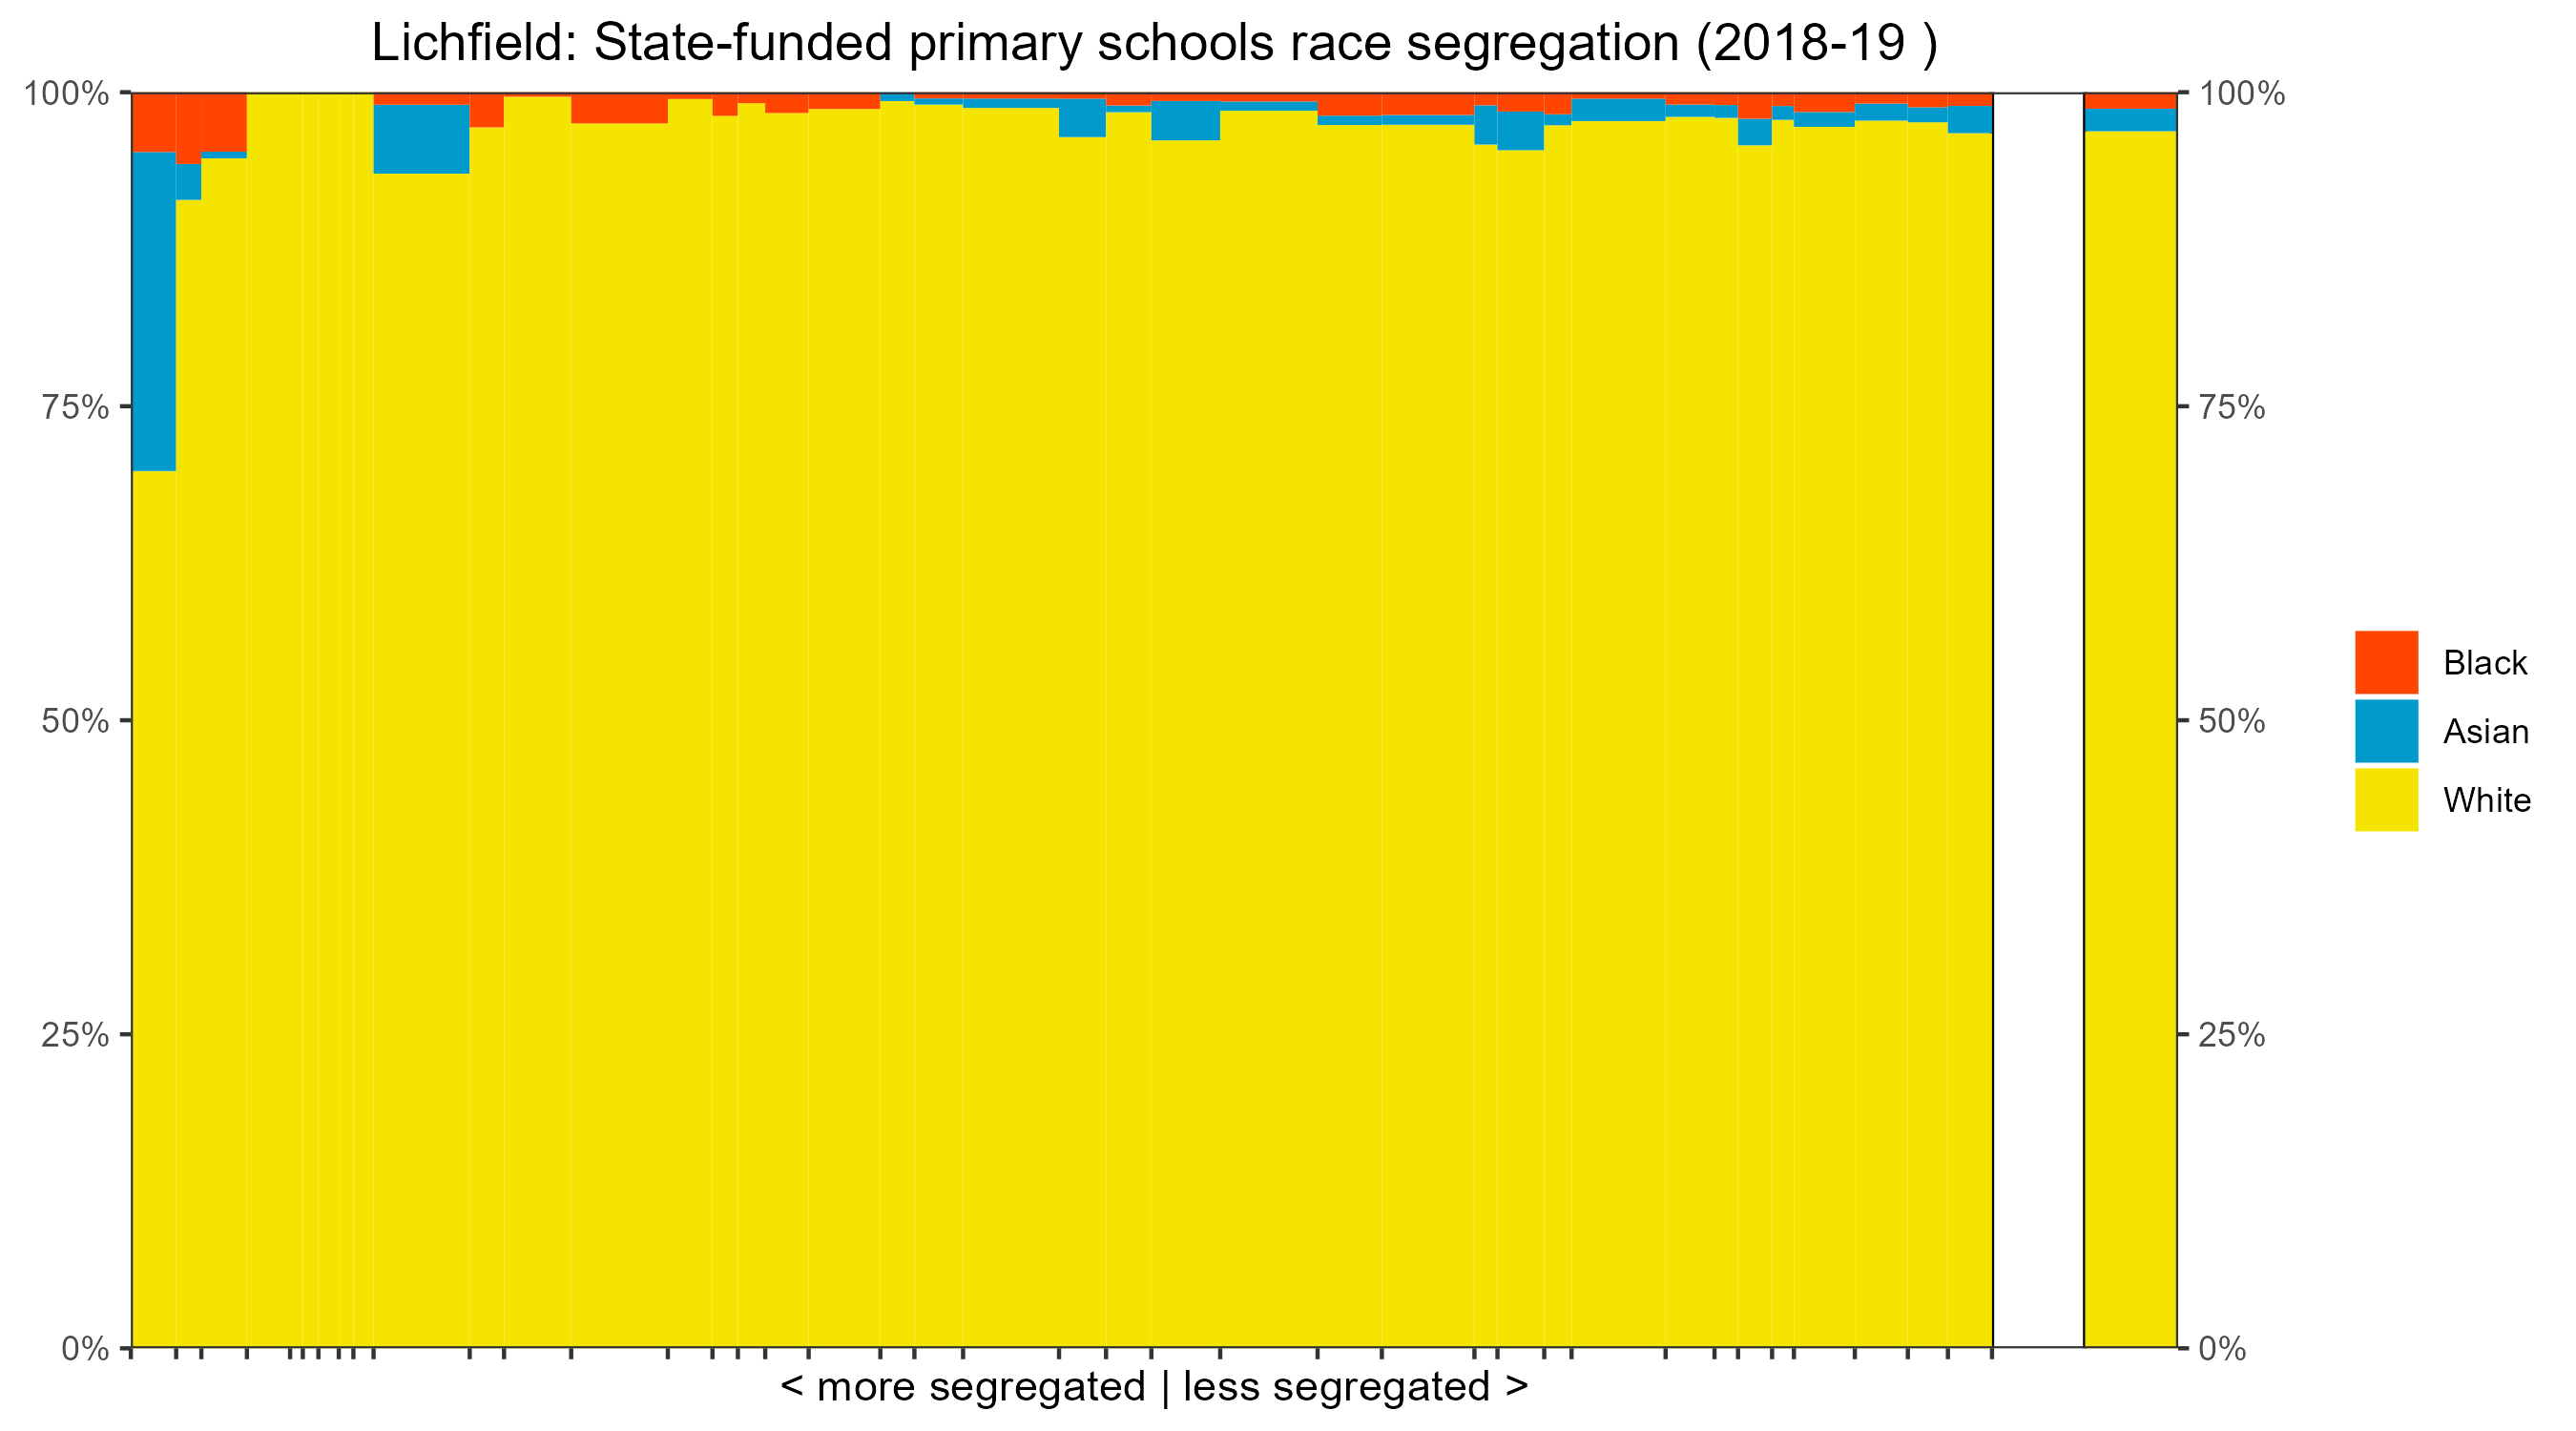 Lichfield: State-funded primary schools race segregation (2018-19 )
100%
75%
50%
25%
0%
100%
75%
50%
25%
0%
Black
Asian
White
< more segregated | less segregated >